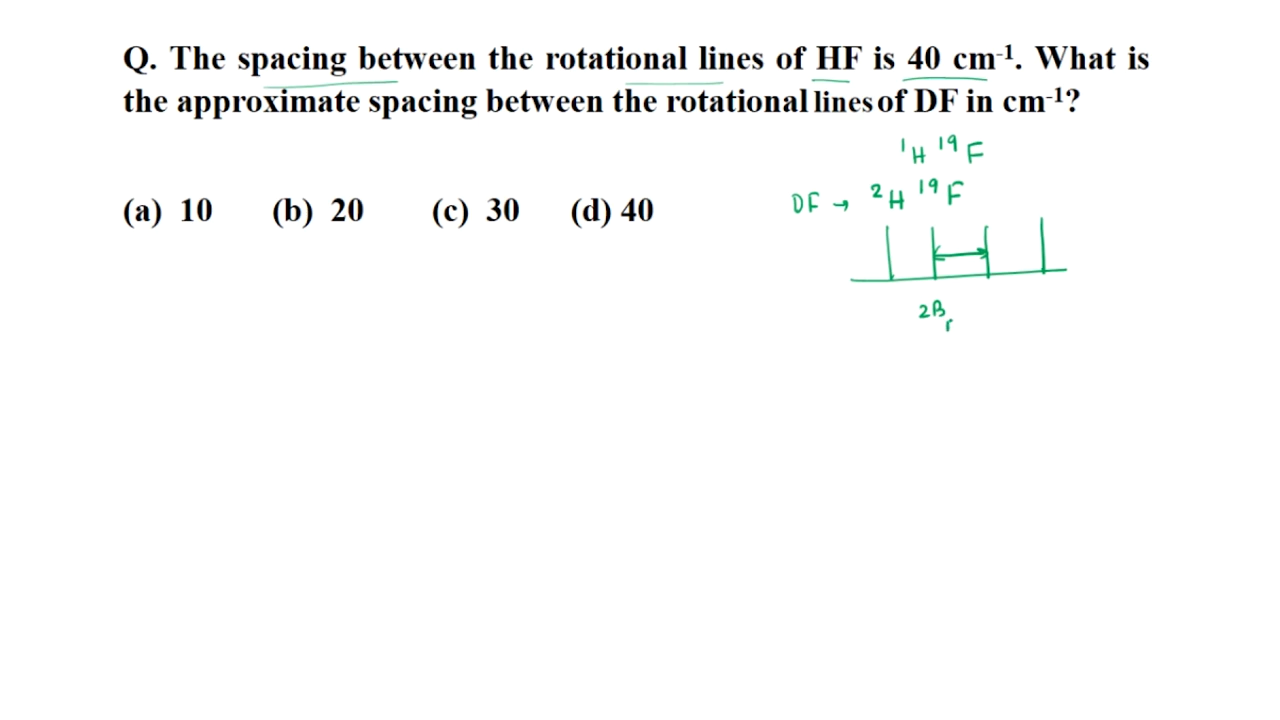 Q. The spacing between the rotational lines of HF is 40 cm⁻¹. What is
the approximate spacing between the rotational lines of DF in cm⁻¹?
¹H ¹⁹F
DF → ²H ¹⁹F
(a) 10 (b) 20 (c) 30 (d) 40
2B,